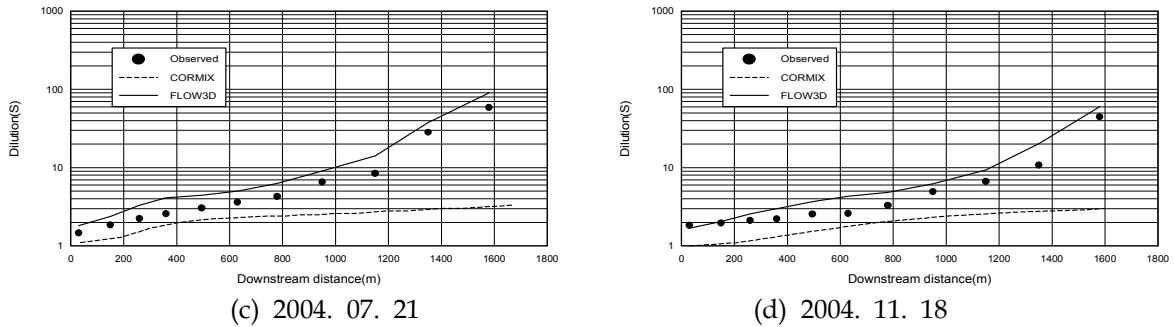 1000
100
10
1
Dilution(S)
Observed
CORMIX
FLOW3D
0 200 400 600 800 1000 1200 1400 1600 1800
Downstream distance(m)
(c) 2004. 07. 21
1000
100
10
1
Dilution(S)
Observed
CORMIX
FLOW3D
0 200 400 600 800 1000 1200 1400 1600 1800
Downstream distance(m)
(d) 2004. 11. 18